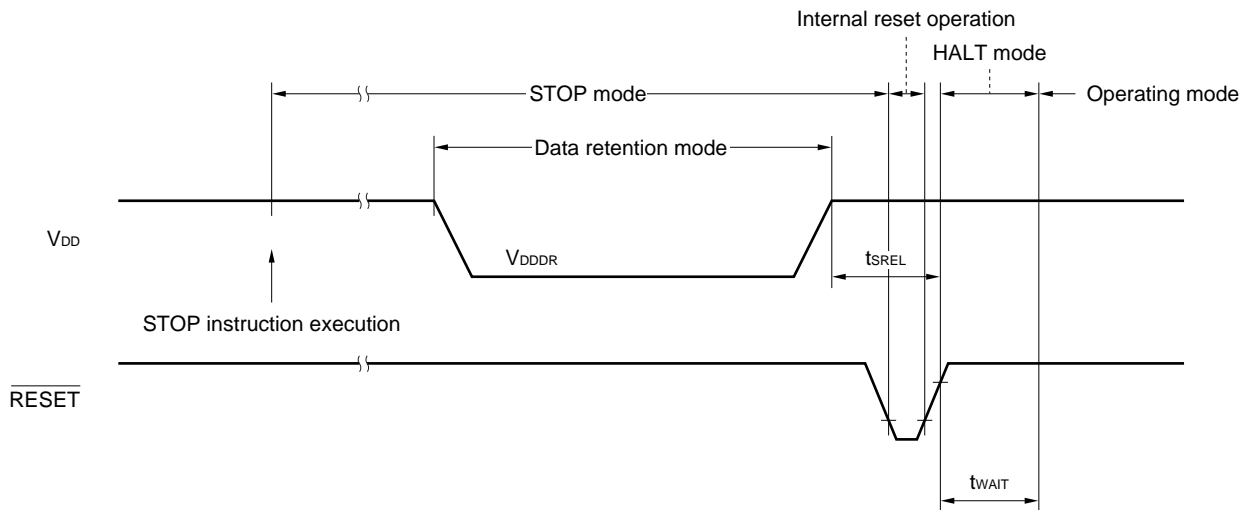 Internal reset operation
HALT mode
STOP mode
Operating mode
Data retention mode
VDD
VDDDR
tSREL
STOP instruction execution
RESET
tWAIT